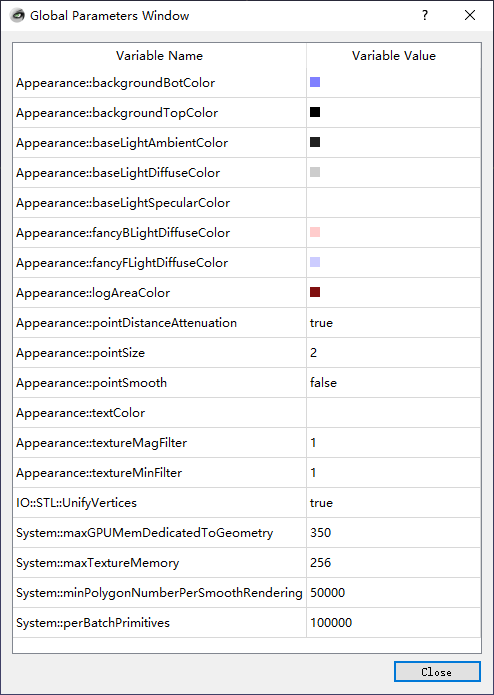 Global Parameters Window
?
Variable Name Variable Value
Appearance::backgroundBotColor
Appearance::backgroundTopColor
Appearance::baseLightAmbientColor
Appearance::baseLightDiffuseColor
Appearance::baseLightSpecularColor
Appearance::fancyBLightDiffuseColor
Appearance::fancyFLightDiffuseColor
Appearance::logAreaColor
Appearance::pointDistanceAttenuation true
Appearance::pointSize 2
Appearance::pointSmooth false
Appearance::textColor
Appearance::textureMagFilter 1
Appearance::textureMinFilter 1
IO::STL::UnifyVertices true
System::maxGPUMemDedicatedToGeometry 350
System::maxTextureMemory 256
System::minPolygonNumberPerSmoothRendering 50000
System::perBatchPrimitives 100000
Close